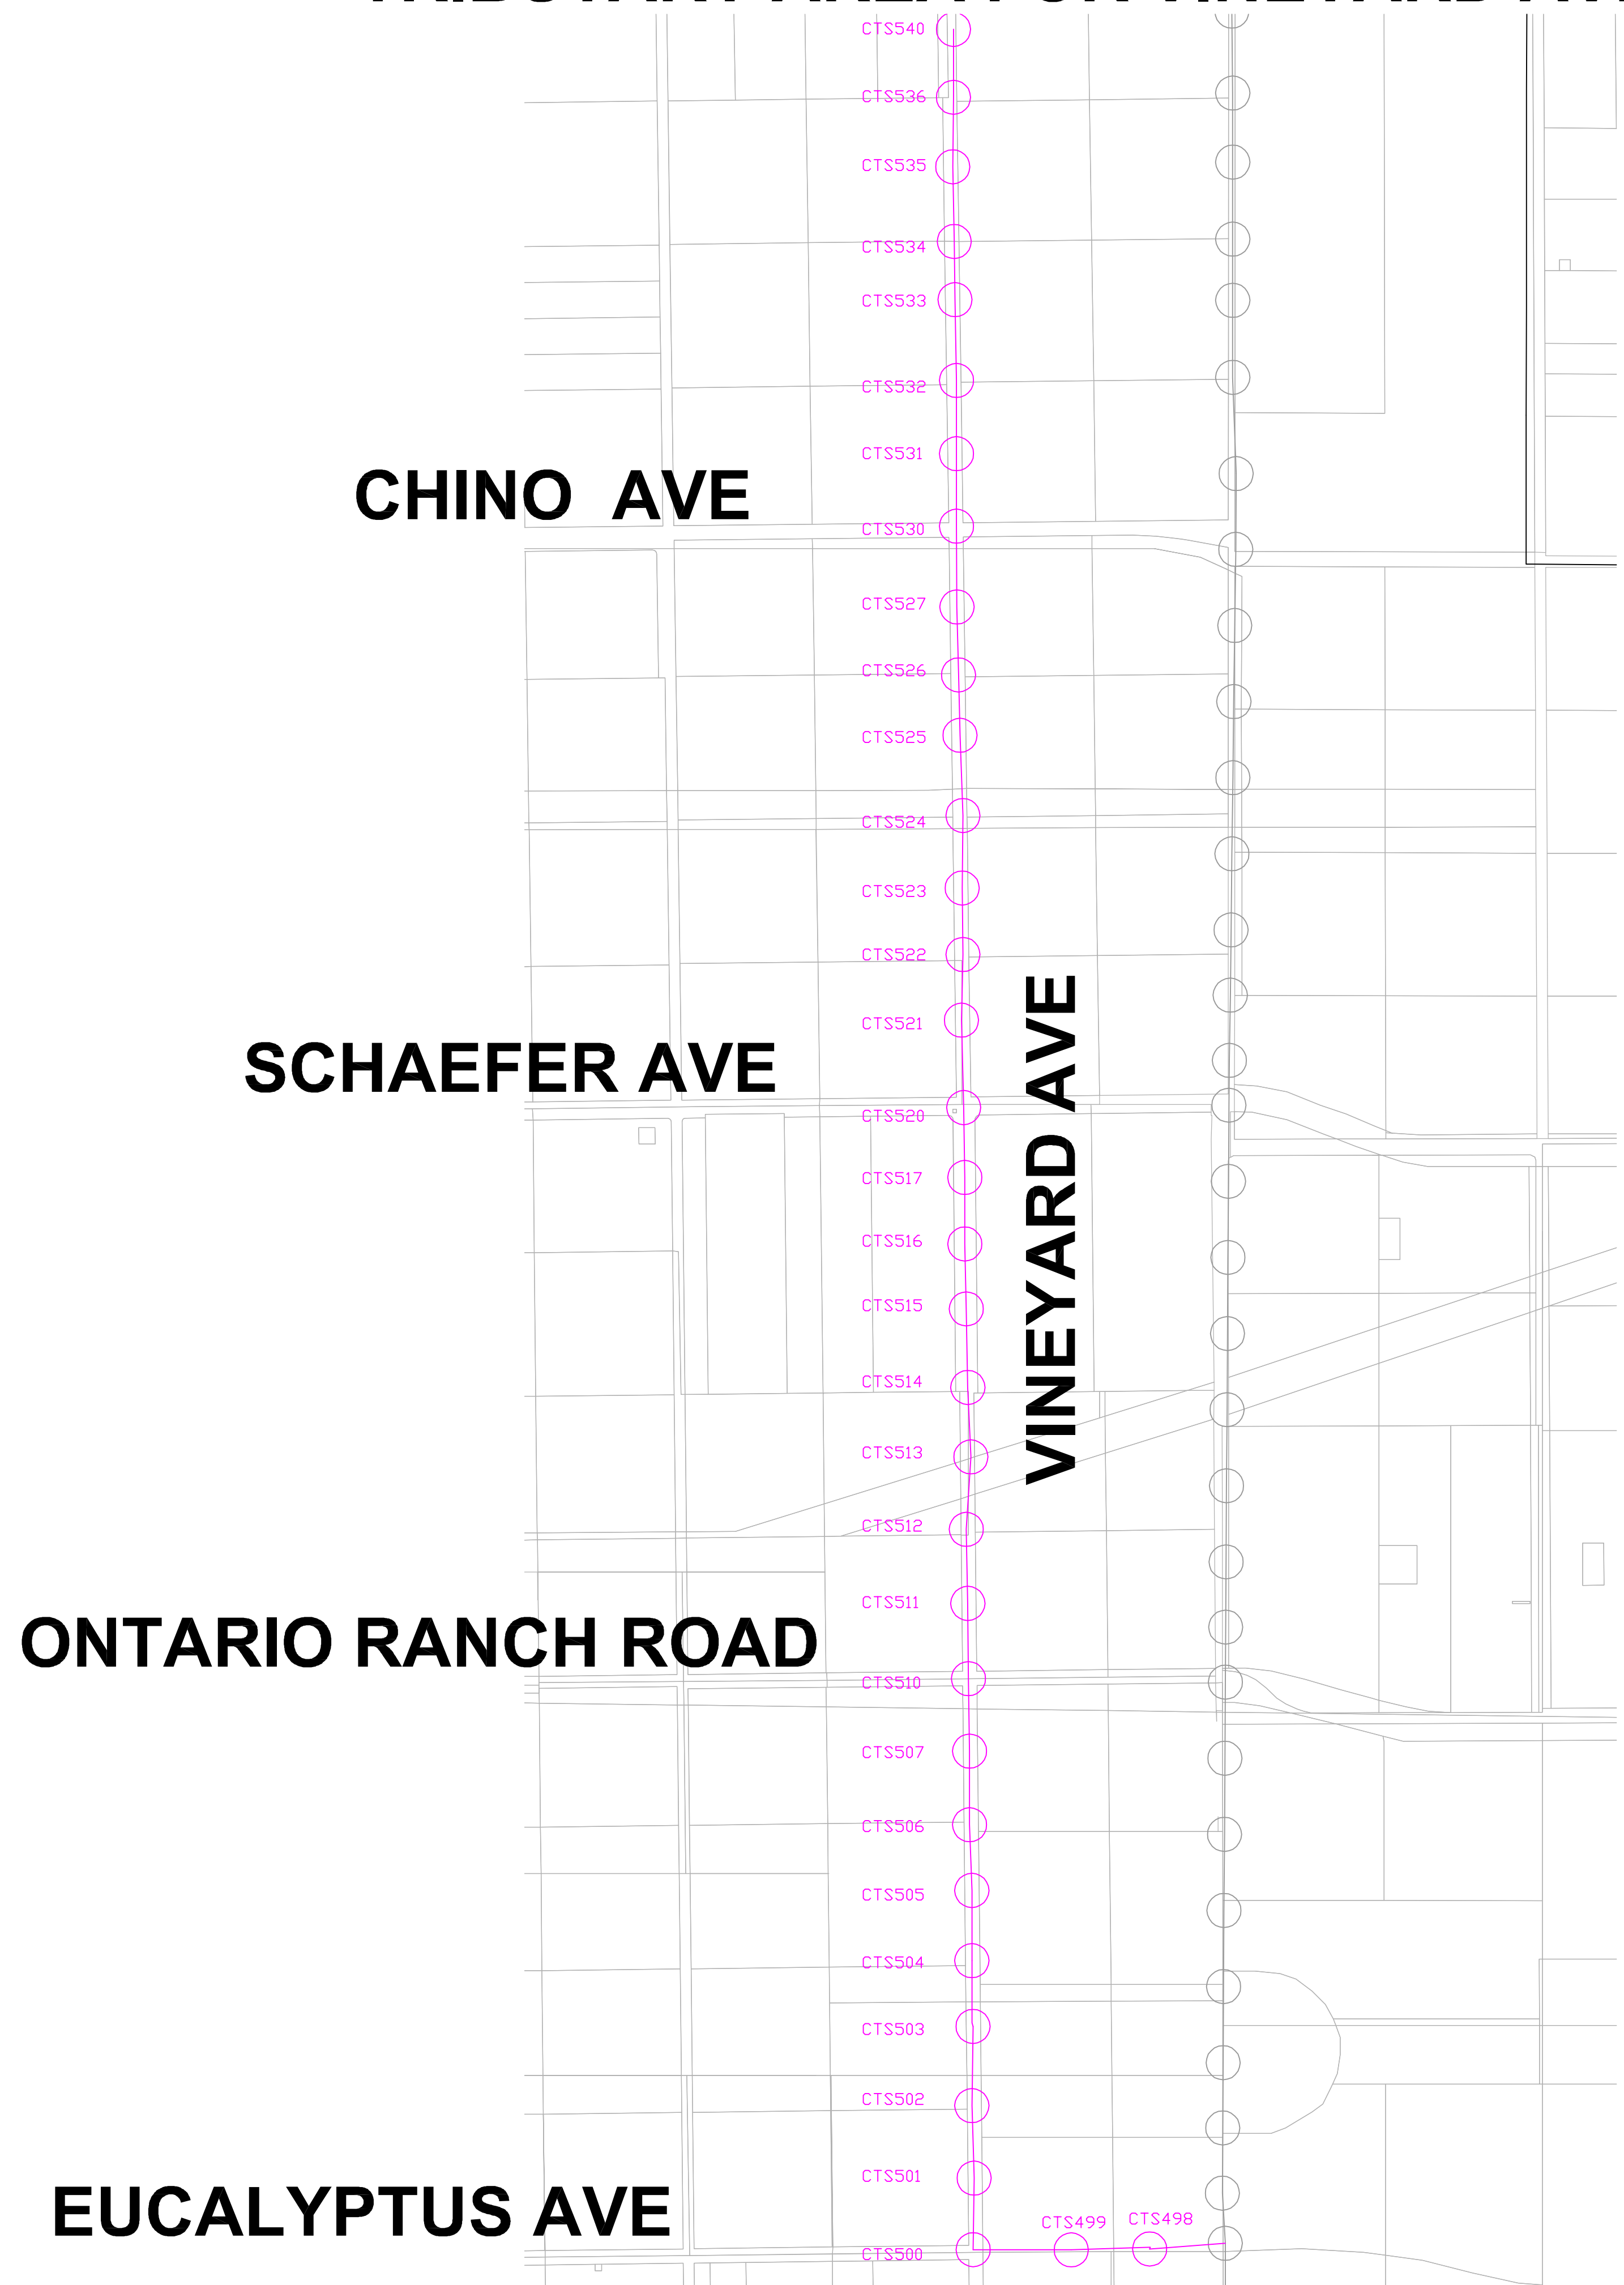 CTS540
CTS536
CTS535
CTS534
CTS533
CTS532
CTS531
CHINO AVE
CTS530
CTS527
CTS526
CTS525
CTS524
CTS523
CTS522
CTS521
SCHAEFER AVE
VINEYARD AVE
CTS520
CTS517
CTS516
CTS515
CTS514
CTS513
CTS512
CTS511
ONTARIO RANCH ROAD
CTS510
CTS507
CTS506
CTS505
CTS504
CTS503
CTS502
CTS501
EUCALYPTUS AVE
CTS499
CTS498
CTS500